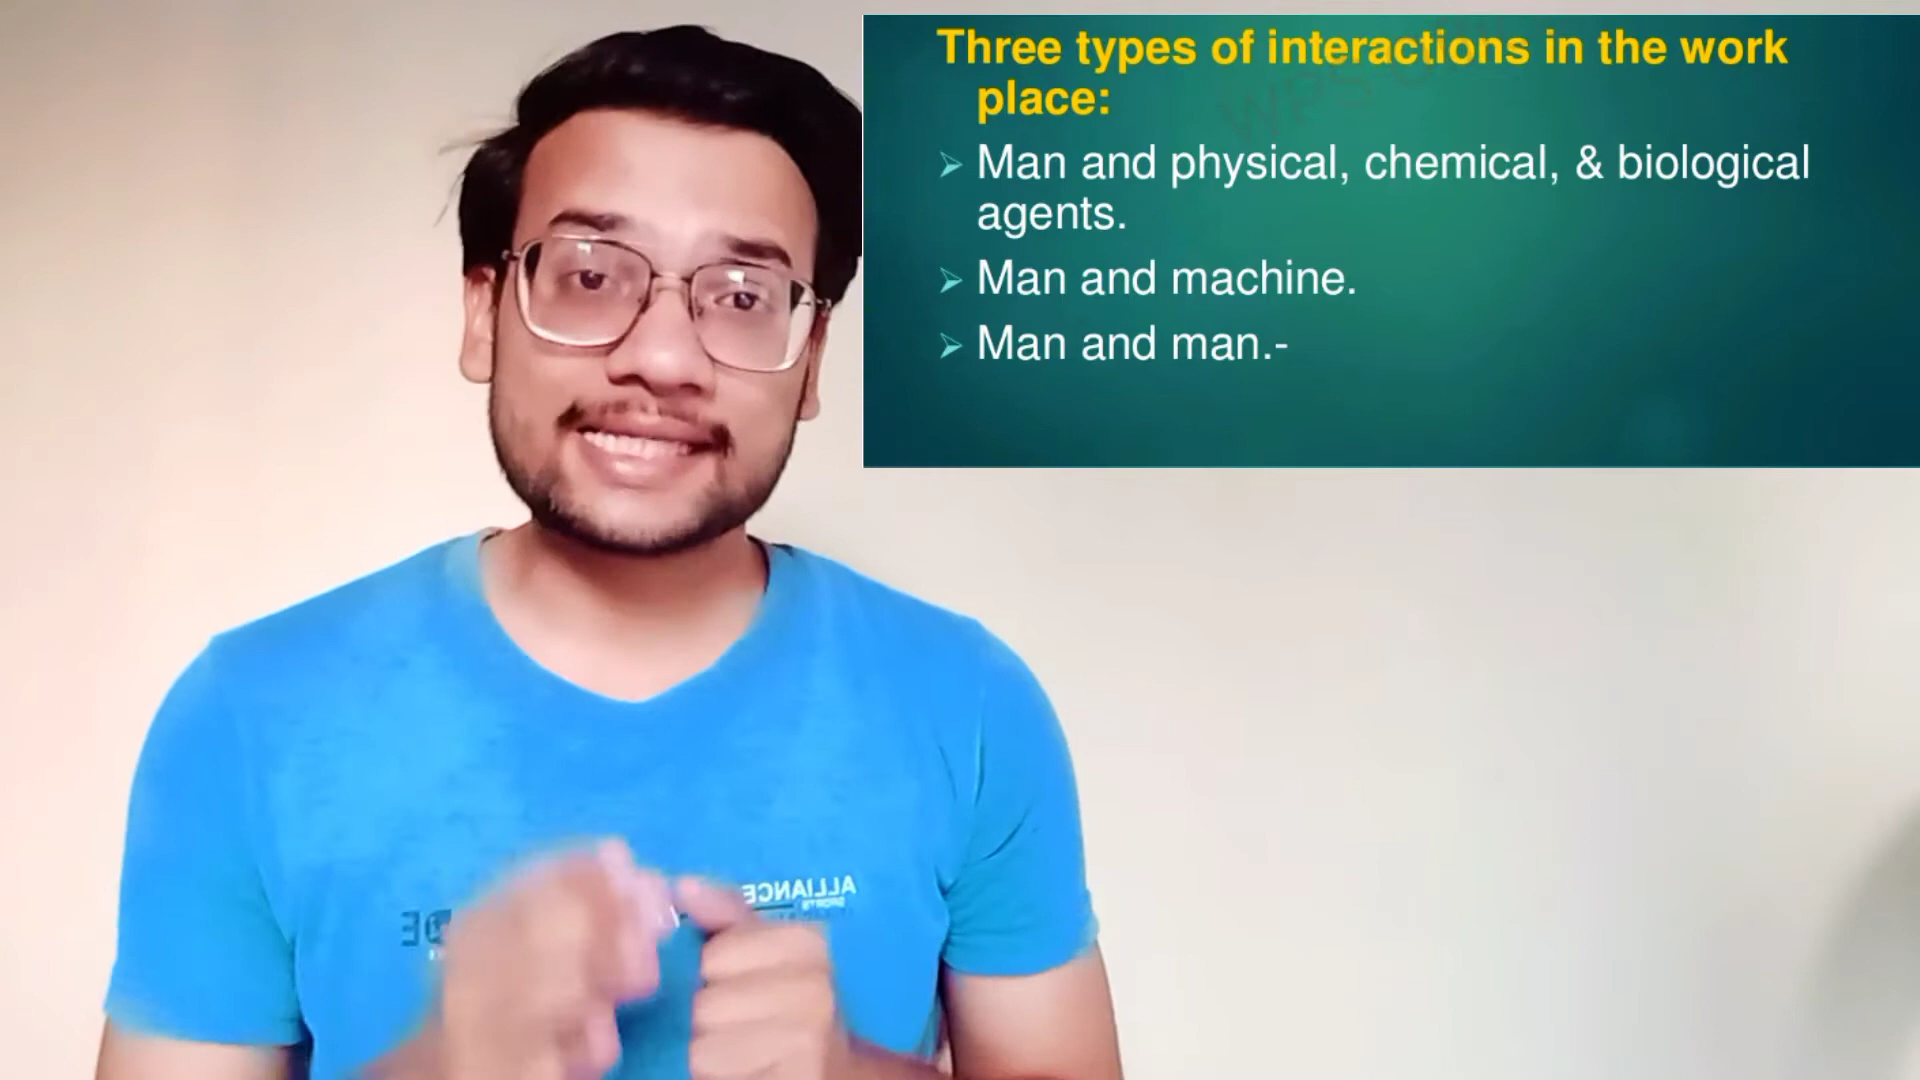 Three types of interactions in the work
place:
Man and physical, chemical, & biological
agents.
Man and machine.
Man and man.-
ALLIANCE
SPORTS